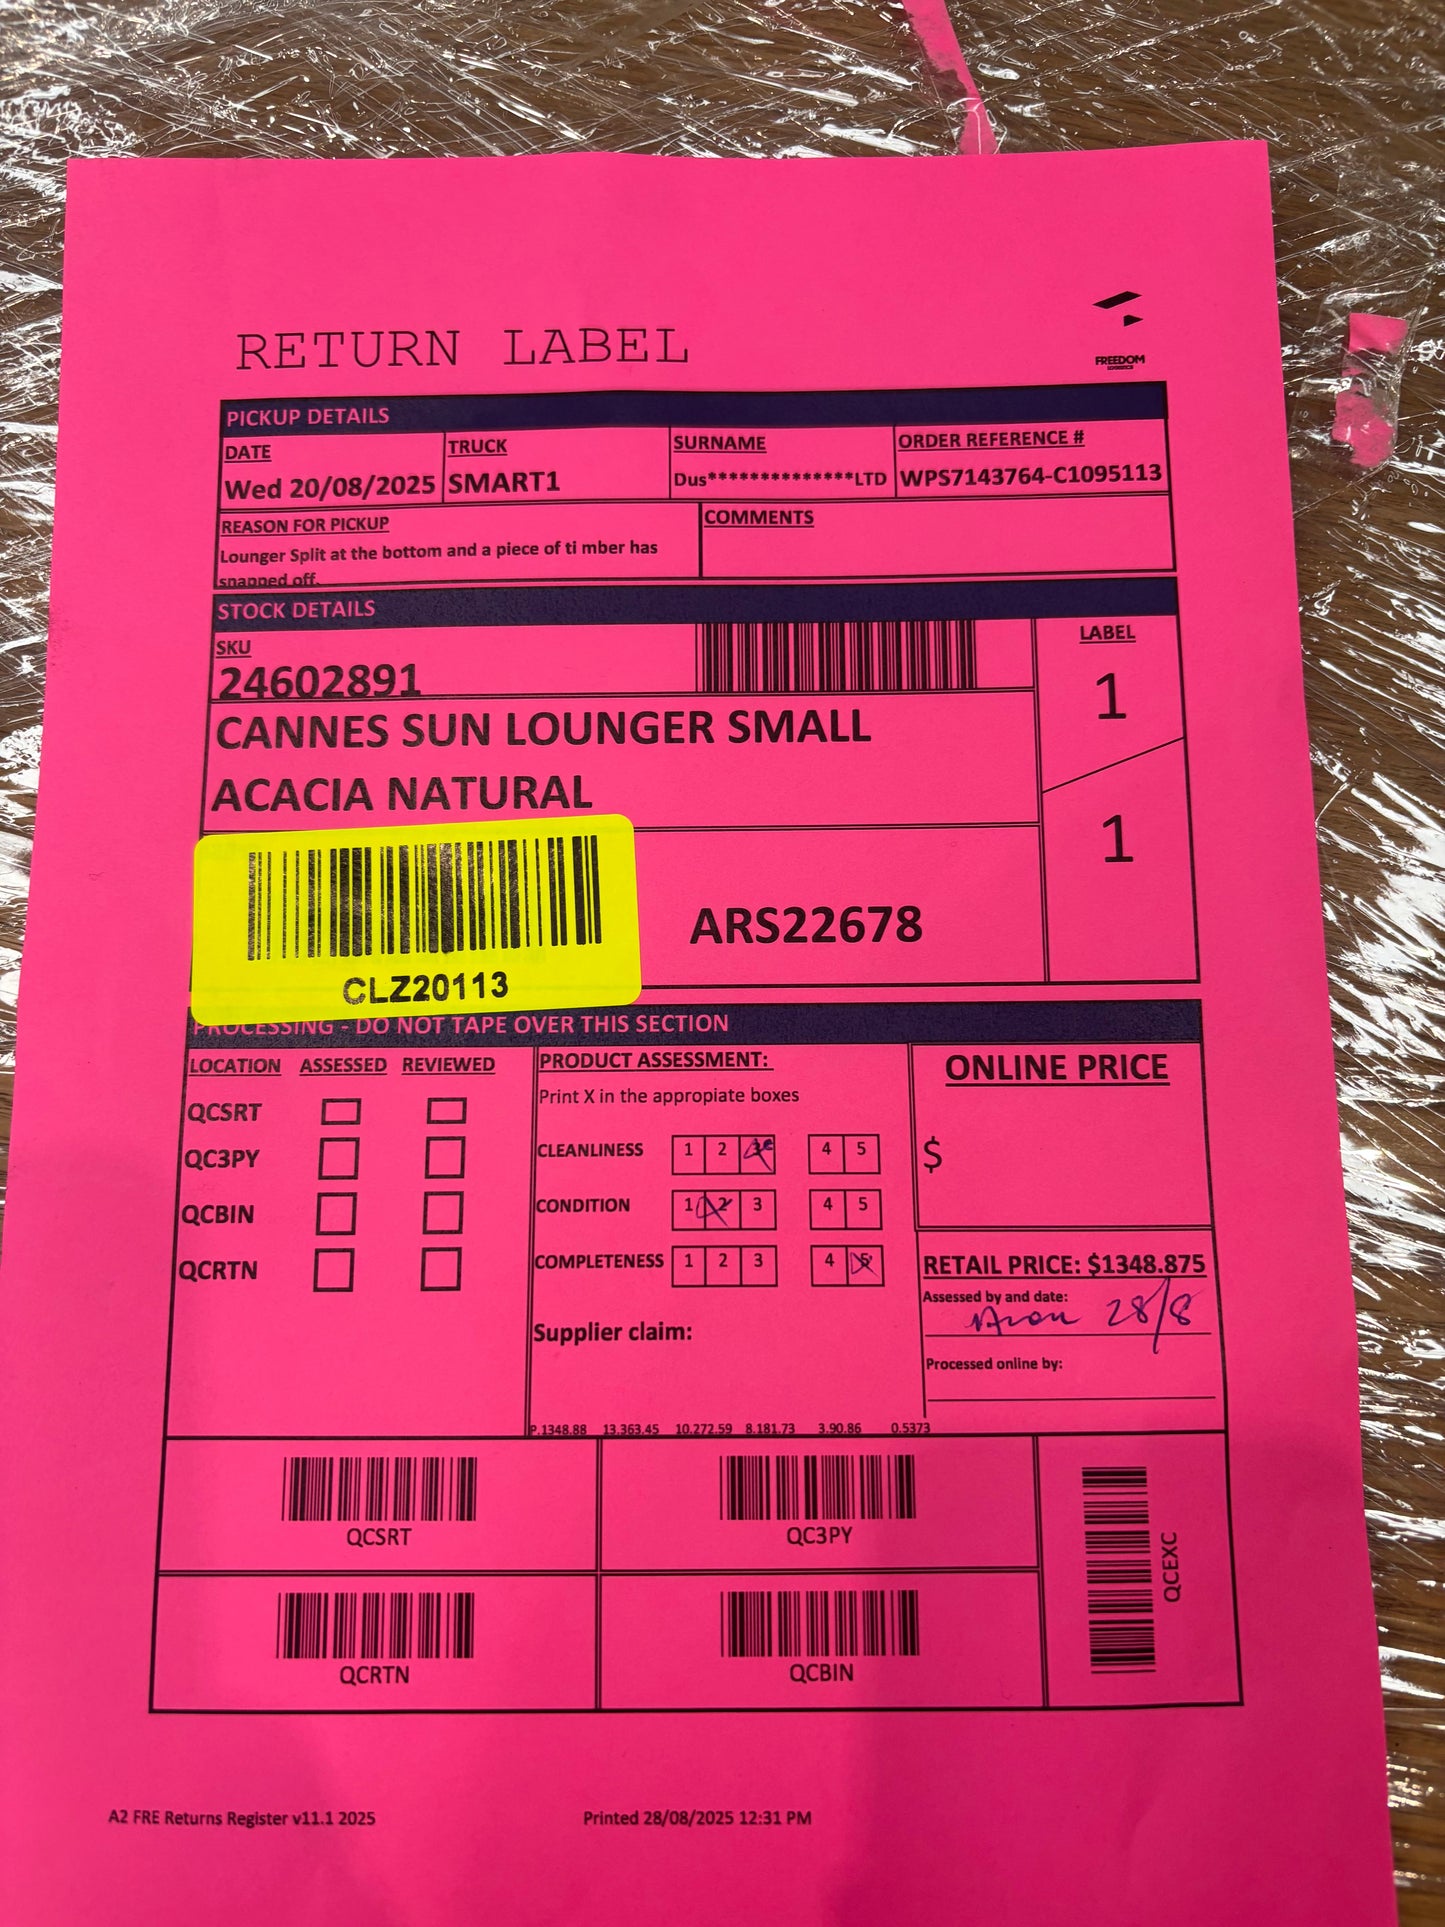 RETURN LABEL
FREEDOM
LOGISTICS
PICKUP DETAILS
DATE TRUCK SURNAME ORDER REFERENCE #
Wed 20/08/2025 SMART1 Dus**************LTD WPS7143764-C1095113
REASON FOR PICKUP COMMENTS
Lounger Split at the bottom and a piece of ti mber has
snapped off.
STOCK DETAILS
SKU LABEL
24602891 1
CANNES SUN LOUNGER SMALL
ACACIA NATURAL
1
ARS22678
CLZ20113
PROCESSING - DO NOT TAPE OVER THIS SECTION
LOCATION ASSESSED REVIEWED
QCSRT
QC3PY
QCBIN
QCRTN
PRODUCT ASSESSMENT:
Print X in the appropiate boxes
CLEANLINESS 1 2 3 4 5
CONDITION 1 2 3 4 5
COMPLETENESS 1 2 3 4 5
Supplier claim:
ONLINE PRICE
$
RETAIL PRICE: $1348.875
Assessed by and date:
28/8
Processed online by:
P.1348.88 13.363.45 10.272.59 8.181.73 3.90.86 0.5373
QCSRT QC3PY
QCEXC
QCRTN QCBIN
A2 FRE Returns Register v11.1 2025 Printed 28/08/2025 12:31 PM